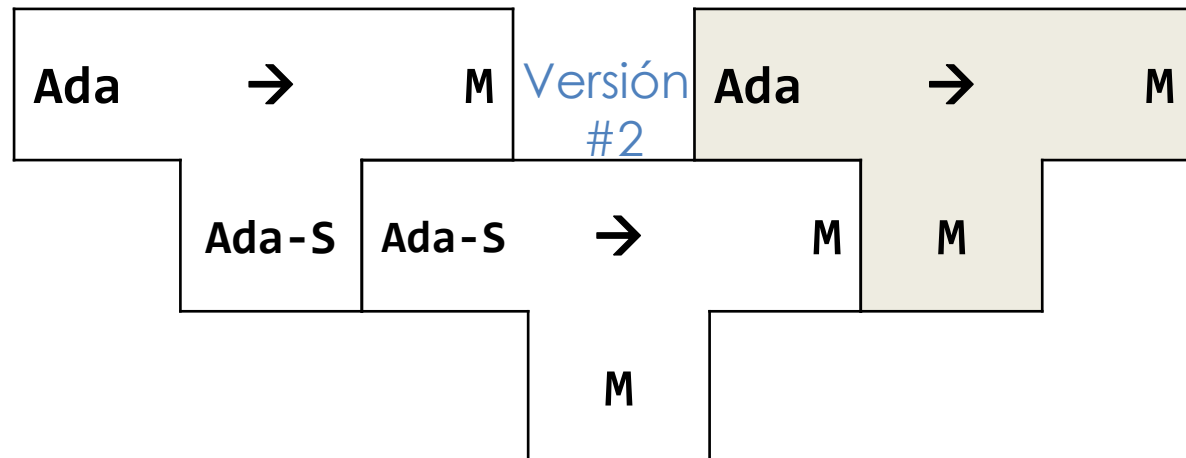 Ada → M
Versión
#2
Ada → M
Ada-S
Ada-S → M
M
M